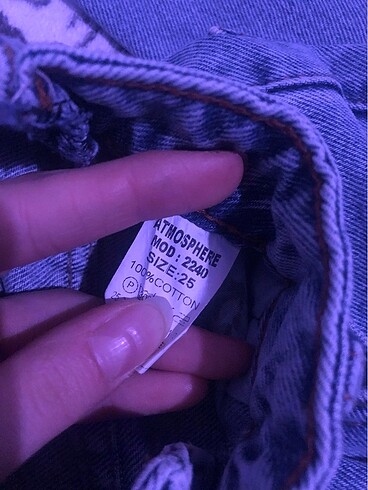 ATMOSPHERE
MOD : 2240
SIZE:25
100%COTTON
P